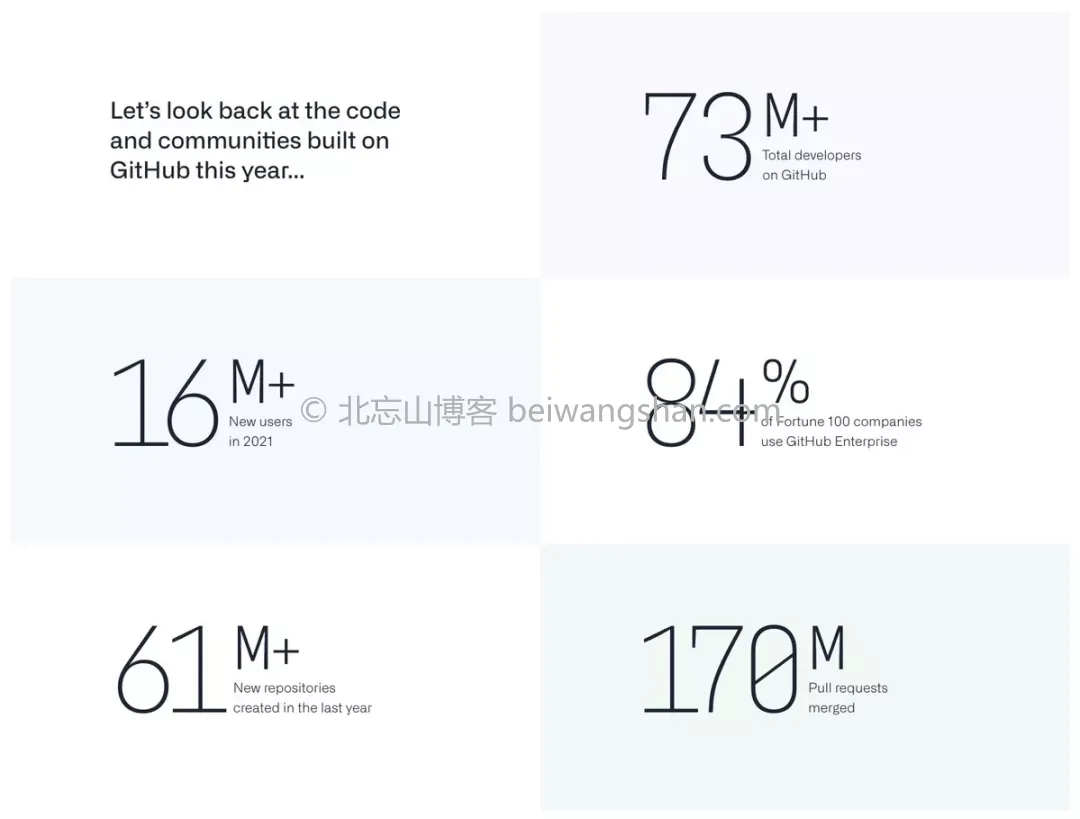 Let's look back at the code
and communities built on
GitHub this year...
73 M+
Total developers
on GitHub
16 M+
New users
in 2021
84 %
of Fortune 100 companies
use GitHub Enterprise
© 北忘山博客 beiwangshan.com
61 M+
New repositories
created in the last year
170 M
Pull requests
merged